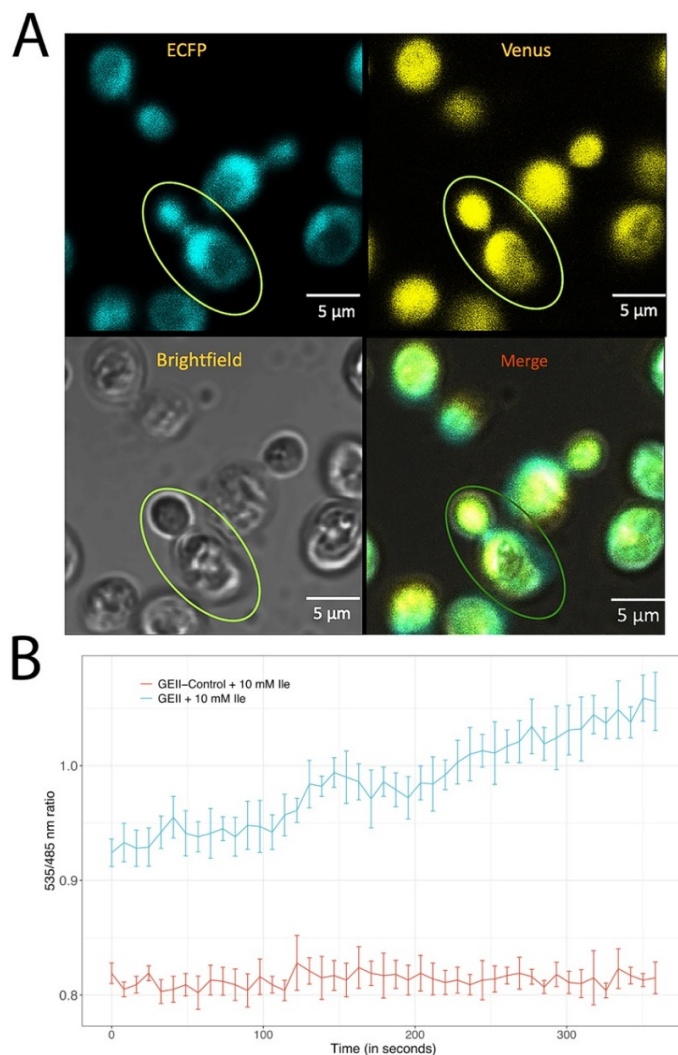 A
ECFP
Venus
5 µm
5 µm
Brightfield
Merge
5 µm
5 µm
B
GEII−Control + 10 mM Ile
GEII + 10 mM Ile
1.0
0.9
0.8
535/485 nm ratio
0
100
200
300
Time (in seconds)